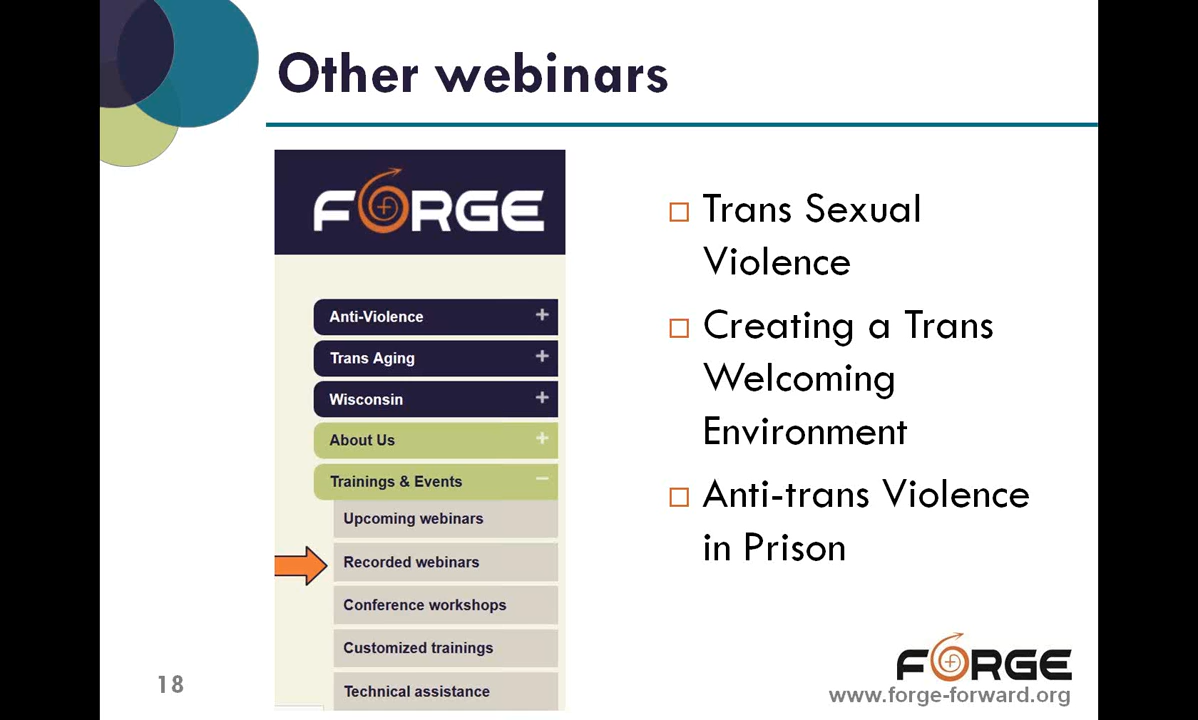 Other webinars
FORGE
Anti-Violence +
Trans Aging +
Wisconsin +
About Us +
Trainings & Events −
Upcoming webinars
Recorded webinars
Conference workshops
Customized trainings
Technical assistance
Trans Sexual
Violence
Creating a Trans
Welcoming
Environment
Anti-trans Violence
in Prison
18
FORGE
www.forge-forward.org